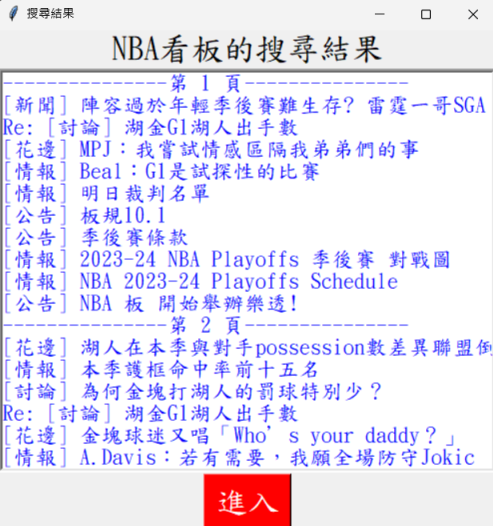 搜尋結果
NBA看板的搜尋結果
---------------第 1 頁---------------
[新聞] 陣容過於年輕季後賽難生存? 雷霆一哥SGA
Re: [討論] 湖金G1湖人出手數
[花邊] MPJ：我嘗試情感區隔我弟弟們的事
[情報] Beal：G1是試探性的比賽
[情報] 明日裁判名單
[公告] 板規10.1
[公告] 季後賽條款
[情報] 2023-24 NBA Playoffs 季後賽 對戰圖
[情報] NBA 2023-24 Playoffs Schedule
[公告] NBA 板 開始舉辦樂透!
---------------第 2 頁---------------
[花邊] 湖人在本季與對手possession數差異聯盟倒
[情報] 本季護框命中率前十五名
[討論] 為何金塊打湖人的罰球特別少？
Re: [討論] 湖金G1湖人出手數
[花邊] 金塊球迷又唱「Who’s your daddy？」
[情報] A.Davis：若有需要，我願全場防守Jokic
進入